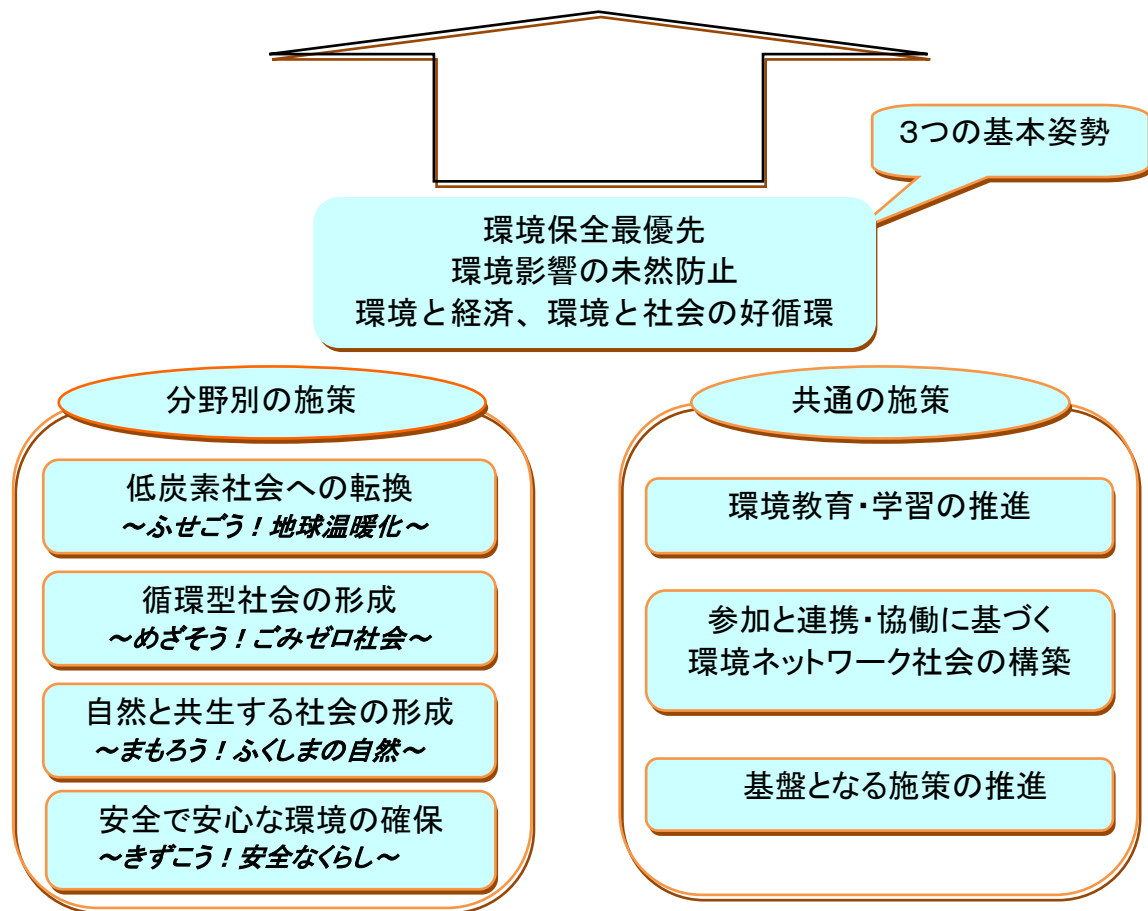 3つの基本姿勢
環境保全最優先
環境影響の未然防止
環境と経済、環境と社会の好循環
分野別の施策
低炭素社会への転換
～ふせごう！地球温暖化～
循環型社会の形成
～めざそう！ごみゼロ社会～
自然と共生する社会の形成
～まもろう！ふくしまの自然～
安全で安心な環境の確保
～きずこう！安全なくらし～
共通の施策
環境教育・学習の推進
参加と連携・協働に基づく
環境ネットワーク社会の構築
基盤となる施策の推進